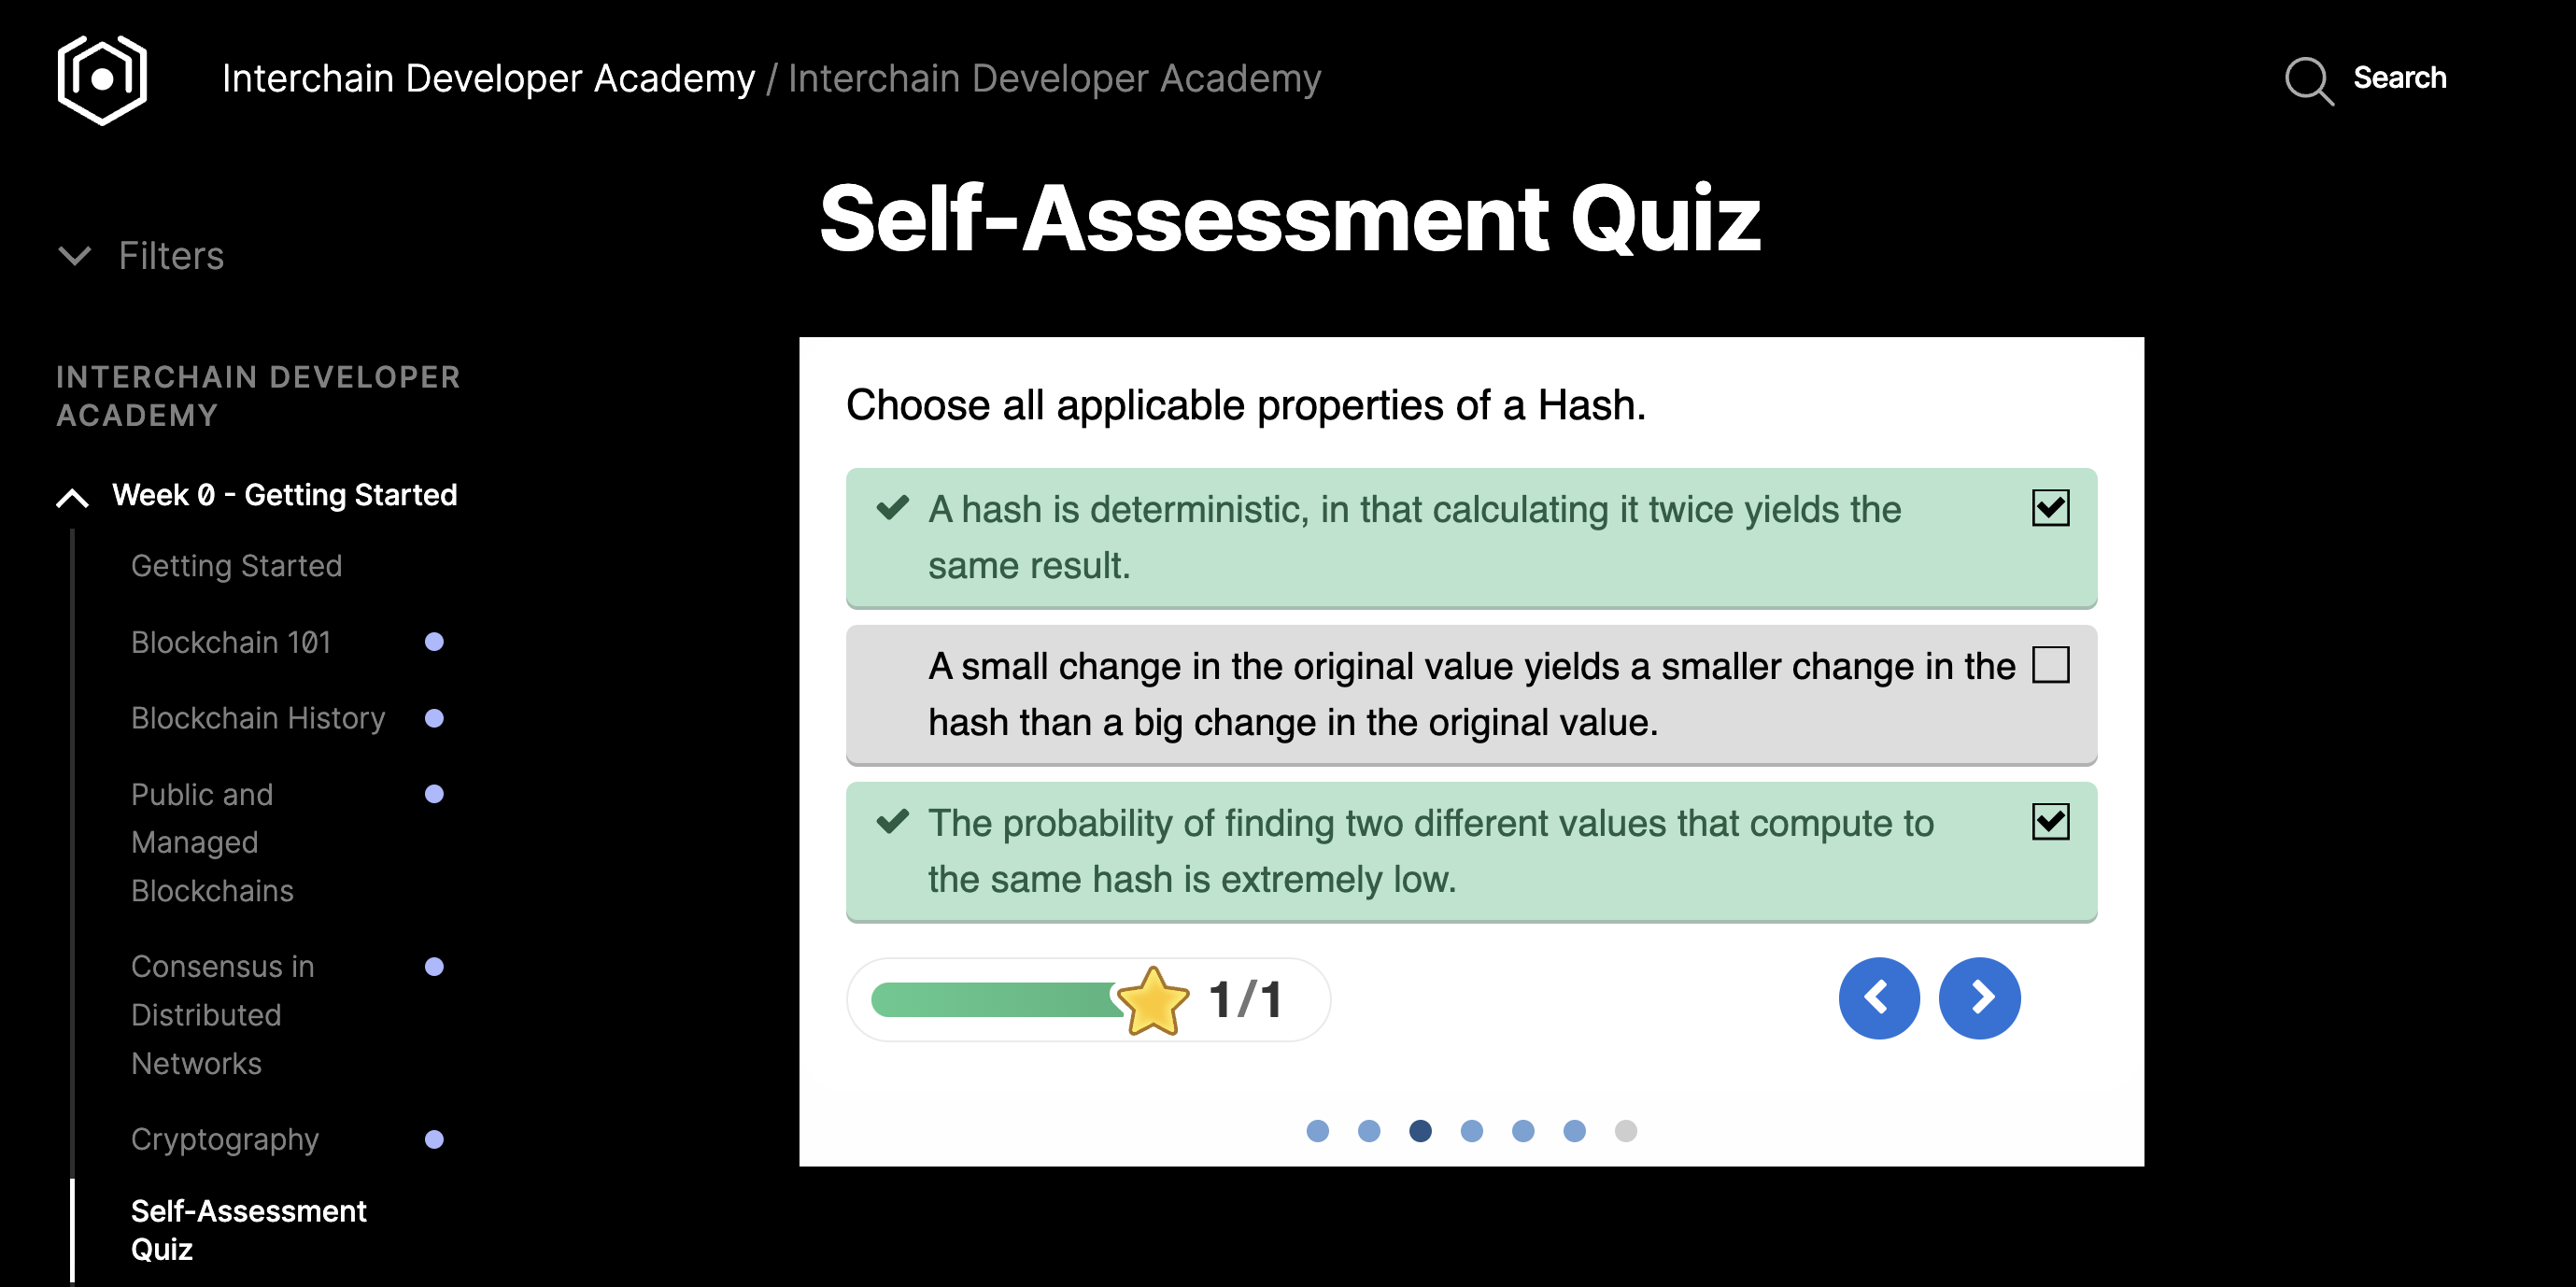 Interchain Developer Academy / Interchain Developer Academy
Search
Filters
INTERCHAIN DEVELOPER
ACADEMY
Week 0 - Getting Started
Getting Started
Blockchain 101
Blockchain History
Public and
Managed
Blockchains
Consensus in
Distributed
Networks
Cryptography
Self-Assessment
Quiz
Self-Assessment Quiz
Choose all applicable properties of a Hash.
A hash is deterministic, in that calculating it twice yields the
same result.
A small change in the original value yields a smaller change in the
hash than a big change in the original value.
The probability of finding two different values that compute to
the same hash is extremely low.
1/1